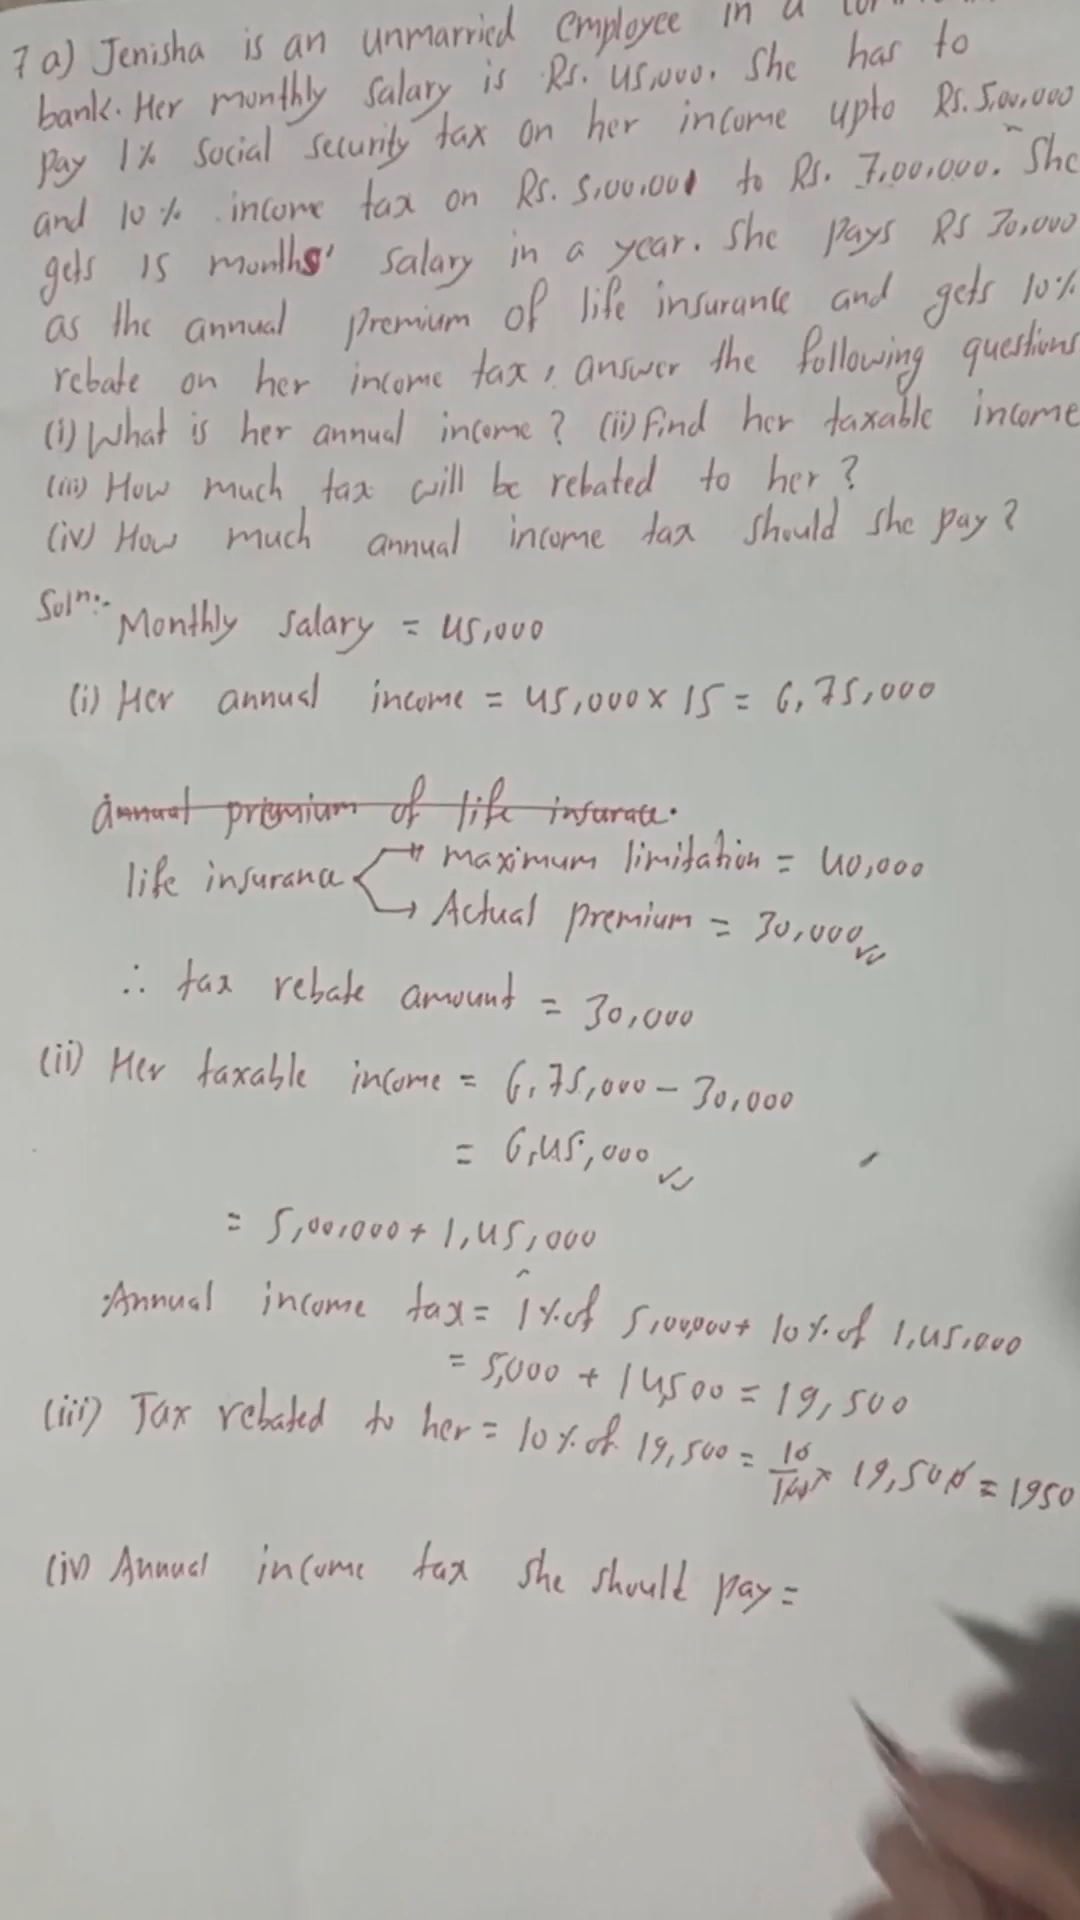 7 a) Jenisha is an unmarried employee in a
bank. Her monthly salary is Rs. 45,000. She has to
pay 1% Social security tax on her income upto Rs. 5,00,000
and 10% income tax on Rs. 5,00,001 to Rs. 7,00,000. She
gets 15 months' salary in a year. She pays RS 30,000
as the annual premium of life insurance and gets 10%
rebate on her income tax, answer the following questions
(i) What is her annual income? (ii) find her taxable income
(iii) How much tax will be rebated to her?
(iv) How much annual income tax should she pay?
Soln:- Monthly salary = 45,000
(i) Her annual income = 45,000 x 15 = 6,75,000
annual premium of life insurace.
life insurance → maximum limitation = 40,000
→ Actual premium = 30,000
∴ tax rebate amount = 30,000
(ii) Her taxable income = 6,75,000 - 30,000
= 6,45,000
= 5,00,000 + 1,45,000
Annual income tax = 1% of 5,00,000 + 10% of 1,45,000
= 5,000 + 14,500 = 19,500
(iii) Tax rebated to her = 10% of 19,500 = 10/100 x 19,500 = 1950
(iv) Annual income tax she should pay =